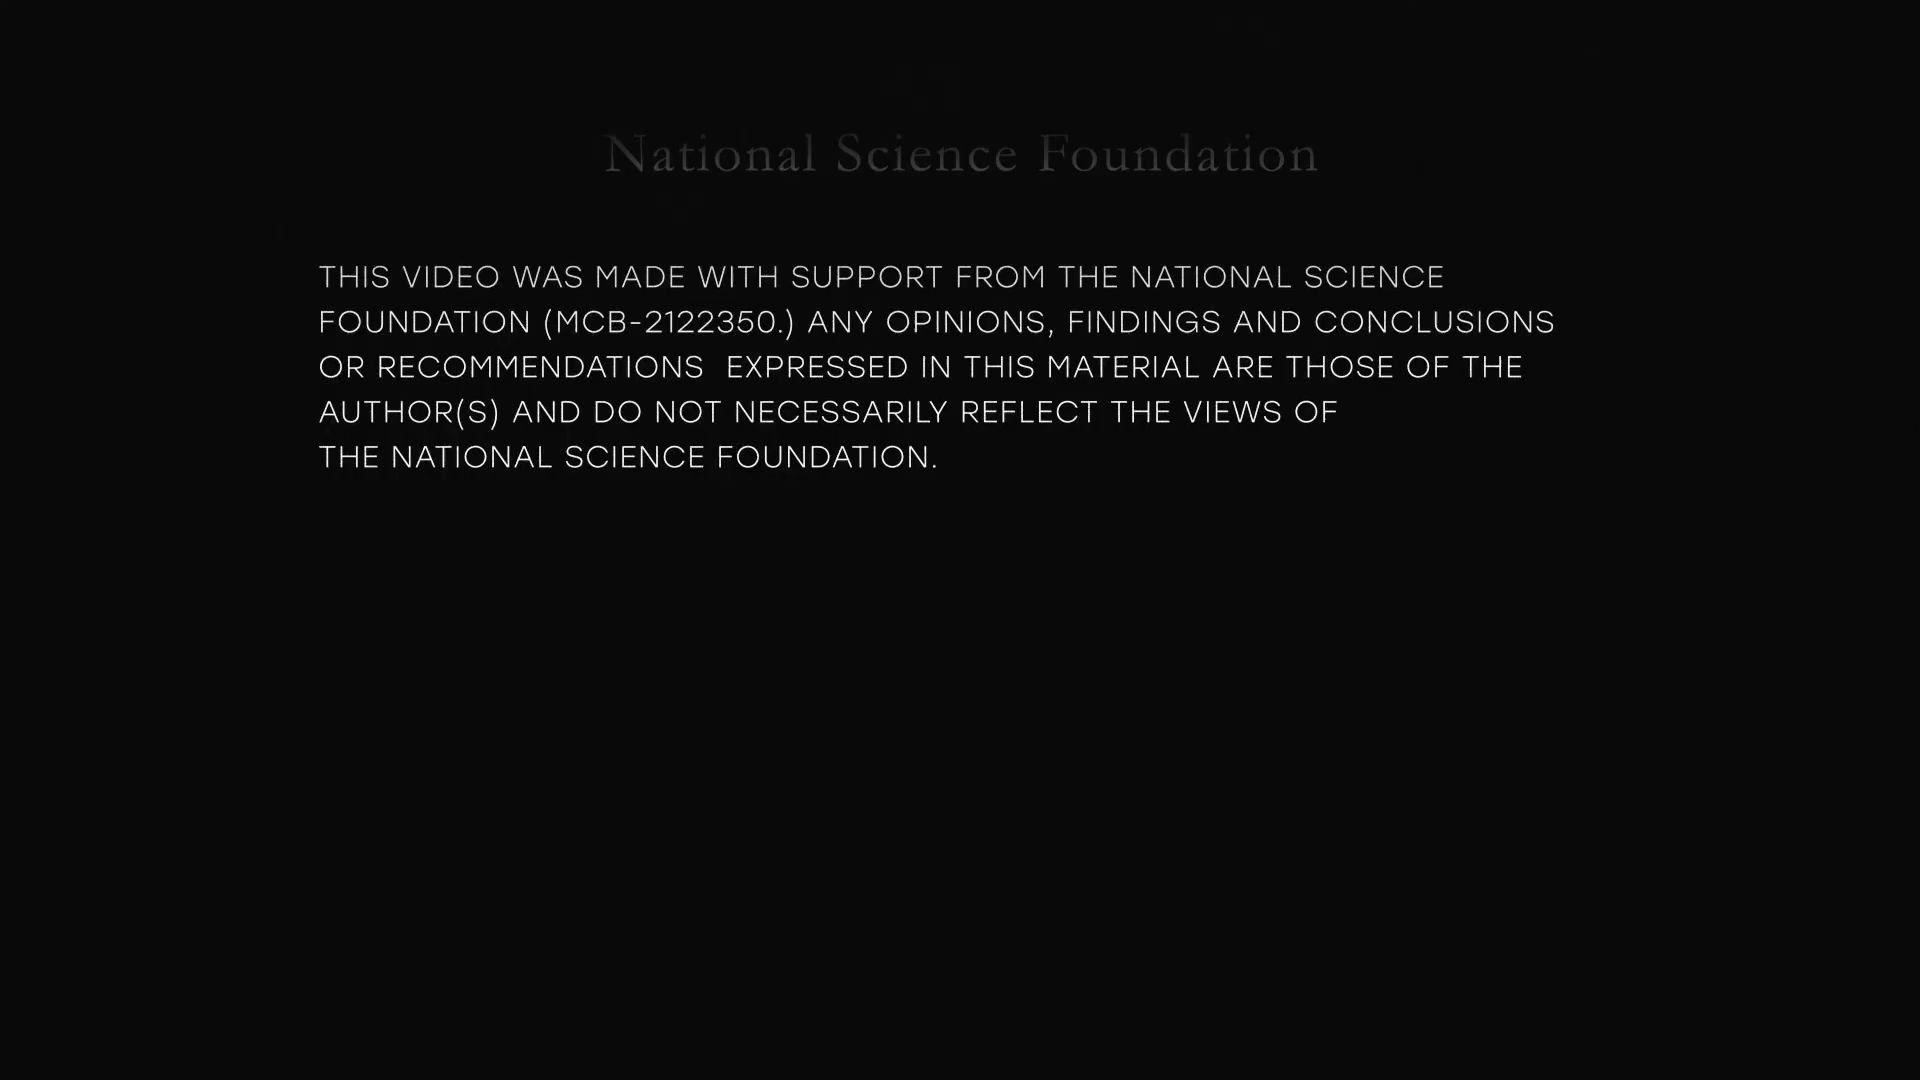 National Science Foundation
THIS VIDEO WAS MADE WITH SUPPORT FROM THE NATIONAL SCIENCE
FOUNDATION (MCB-2122350.) ANY OPINIONS, FINDINGS AND CONCLUSIONS
OR RECOMMENDATIONS  EXPRESSED IN THIS MATERIAL ARE THOSE OF THE
AUTHOR(S) AND DO NOT NECESSARILY REFLECT THE VIEWS OF
THE NATIONAL SCIENCE FOUNDATION.